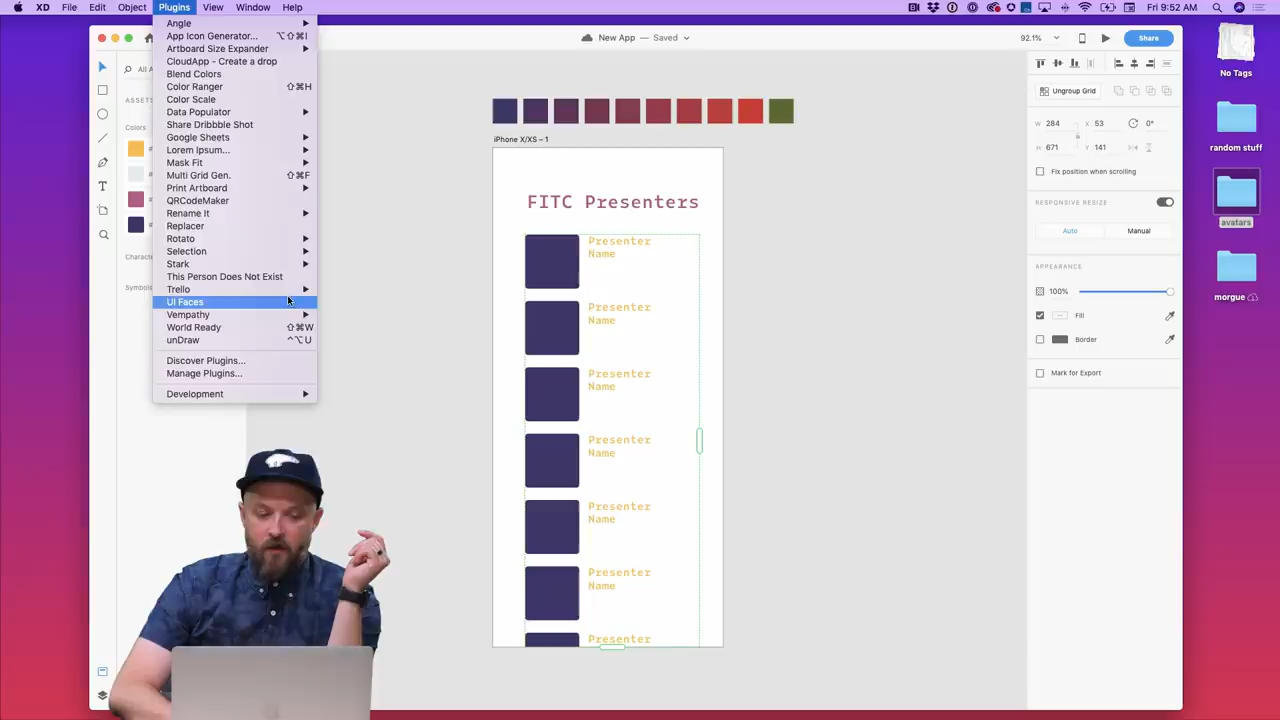 XD File Edit Object Plugins View Window Help
Fri 9:52 AM
Angle
App Icon Generator... ⌥⇧⌘I
Artboard Size Expander
CloudApp - Create a drop
Blend Colors
Color Ranger ⇧⌘H
Color Scale
Data Populator
Share Dribbble Shot
Google Sheets
Lorem Ipsum...
Mask Fit
Multi Grid Gen. ⇧⌘F
Print Artboard
QRCodeMaker
Rename It
Replacer
Rotato
Selection
Stark
This Person Does Not Exist
Trello
UI Faces
Vempathy
World Ready ⇧⌘W
unDraw ^⌥U
Discover Plugins...
Manage Plugins...
Development
All A
ASSETS
Colors
#
#
#
#
Charact
Symbols
New App — Saved
92.1%
Share
iPhone X/XS – 1
FITC Presenters
Presenter
Name
Presenter
Name
Presenter
Name
Presenter
Name
Presenter
Name
Presenter
Name
Presenter
Ungroup Grid
W 284 X 53 0°
H 671 Y 141
Fix position when scrolling
RESPONSIVE RESIZE
Auto Manual
APPEARANCE
100%
Fill
Border
Mark for Export
No Tags
random stuff
avatars
morgue